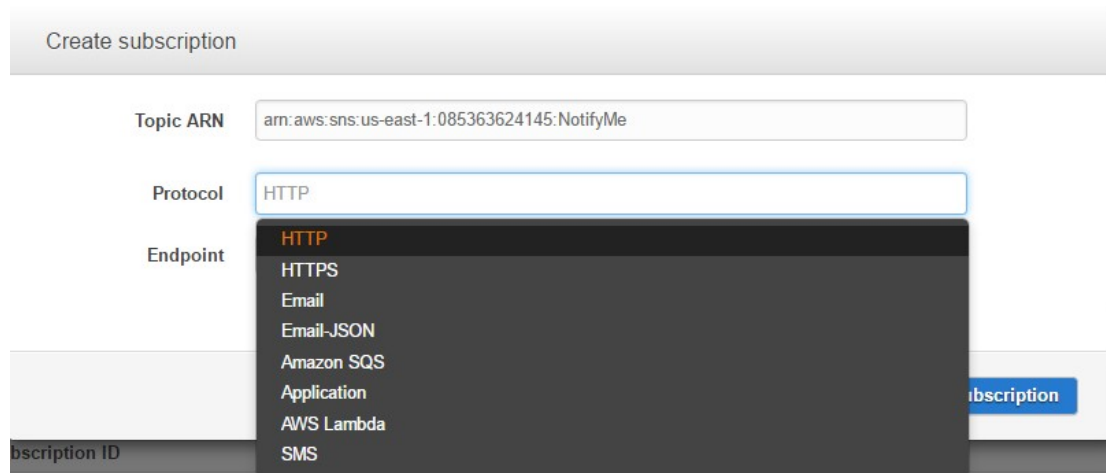 Create subscription
Topic ARN arn:aws:sns:us-east-1:085363624145:NotifyMe
Protocol HTTP
HTTP
Endpoint
HTTPS
Email
Email-JSON
Amazon SQS
Application
ubscription
AWS Lambda
bscription ID
SMS